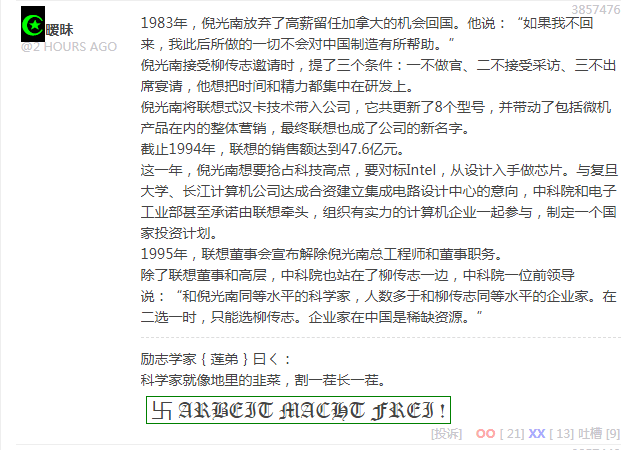 3857476
暧昧
@2 HOURS AGO
1983年，倪光南放弃了高薪留任加拿大的机会回国。他说：“如果我不回
来，我此后所做的一切不会对中国制造有所帮助。”
倪光南接受柳传志邀请时，提了三个条件：一不做官、二不接受采访、三不出
席宴请，他想把时间和精力都集中在研发上。
倪光南将联想式汉卡技术带入公司，它共更新了8个型号，并带动了包括微机
产品在内的整体营销，最终联想也成了公司的新名字。
截止1994年，联想的销售额达到47.6亿元。
这一年，倪光南想要抢占科技高点，要对标Intel，从设计入手做芯片。与复旦
大学、长江计算机公司达成合资建立集成电路设计中心的意向，中科院和电子
工业部甚至承诺由联想牵头，组织有实力的计算机企业一起参与，制定一个国
家投资计划。
1995年，联想董事会宣布解除倪光南总工程师和董事职务。
除了联想董事和高层，中科院也站在了柳传志一边，中科院一位前领导
说：“和倪光南同等水平的科学家，人数多于和柳传志同等水平的企业家。在
二选一时，只能选柳传志。企业家在中国是稀缺资源。”
励志学家｛莲弟｝曰く：
科学家就像地里的韭菜，割一茬长一茬。
卐 ARBEIT MACHT FREI !
[投诉] OO [ 21] XX [ 13] 吐槽 [9]